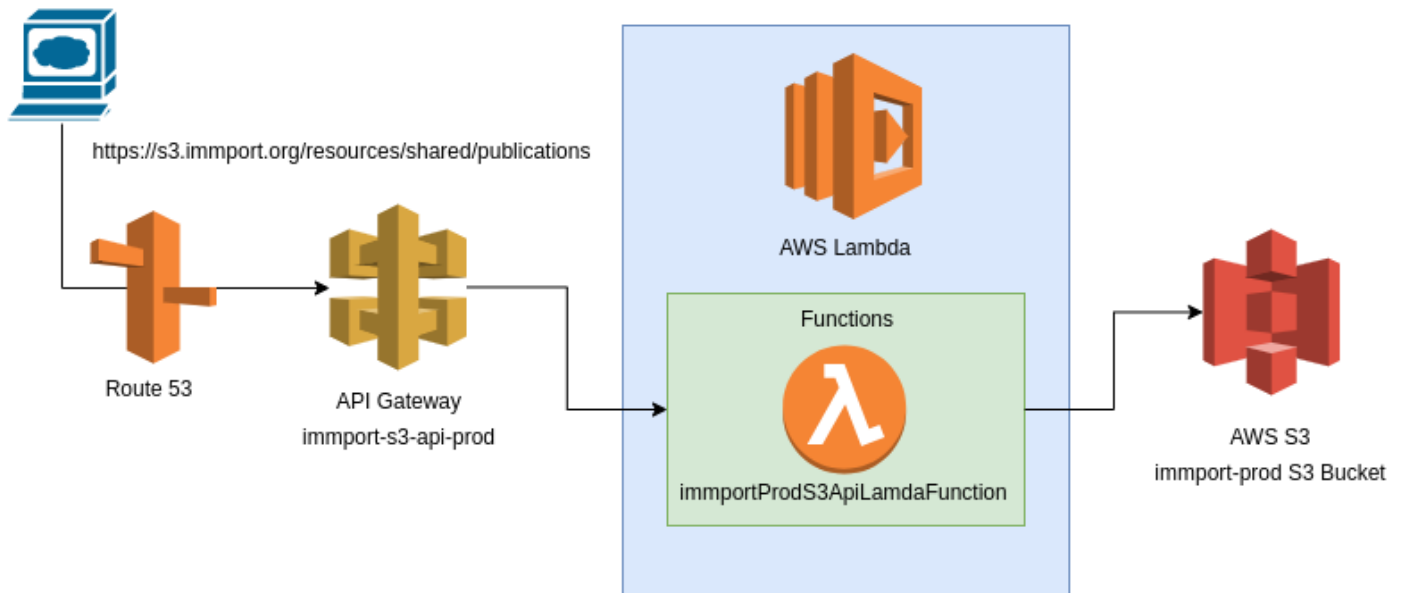 https://s3.immport.org/resources/shared/publications
Route 53
API Gateway
immport-s3-api-prod
AWS Lambda
Functions
immportProdS3ApiLamdaFunction
AWS S3
immport-prod S3 Bucket